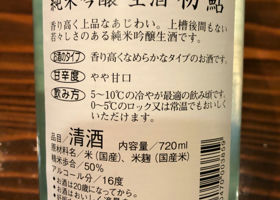 純米吟醸 生酒 初鮎
香り高く上品なあじわい。上槽後間もない
若々しさのある純米吟醸生酒です。
お酒のタイプ 香り高くなめらかなタイプのお酒です。
甘辛度 やや甘口
飲み方 5~10℃の冷やが最適の飲み頃です。
0~5℃のロック又は常温でもおいしく
いただけます。
品目 清酒 内容量/720ml
原材料名/米(国産)、米麹(国産米)
精米歩合/50%
アルコール分/16度
●お酒は20歳になってから。